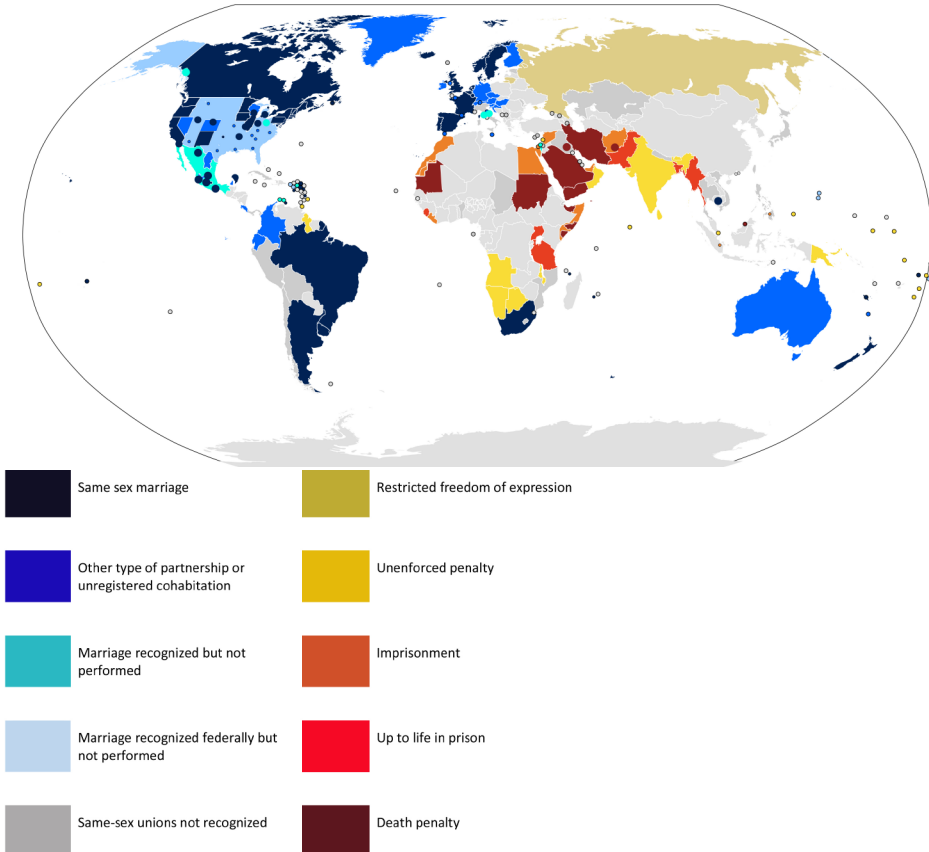 Same sex marriage
Restricted freedom of expression
Other type of partnership or
unregistered cohabitation
Unenforced penalty
Marriage recognized but not
performed
Imprisonment
Marriage recognized federally but
not performed
Up to life in prison
Same-sex unions not recognized
Death penalty